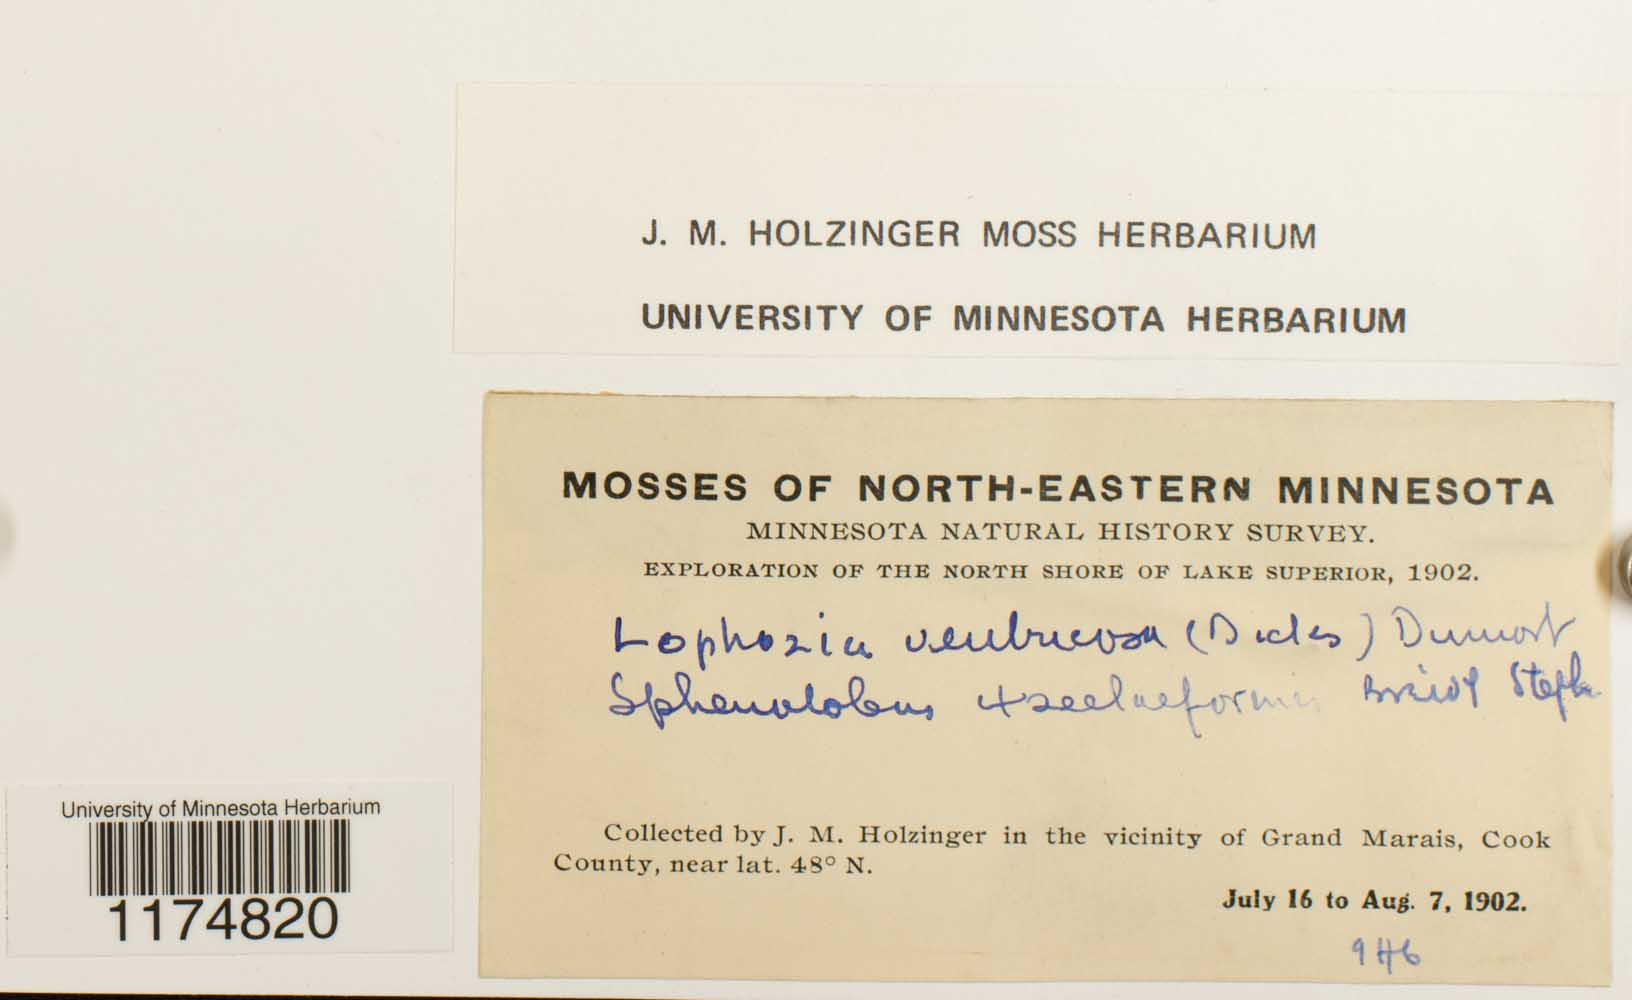 J. M. HOLZINGER MOSS HERBARIUM
UNIVERSITY OF MINNESOTA HERBARIUM
MOSSES OF NORTH-EASTERN MINNESOTA
MINNESOTA NATURAL HISTORY SURVEY.
EXPLORATION OF THE NORTH SHORE OF LAKE SUPERIOR, 1902.
Lophozia ventricosa (Dicks) Dumort
Sphenolobus exsectaeformis Steph
Collected by J. M. Holzinger in the vicinity of Grand Marais, Cook
County, near lat. 48° N.
July 16 to Aug. 7, 1902.
University of Minnesota Herbarium
1174820